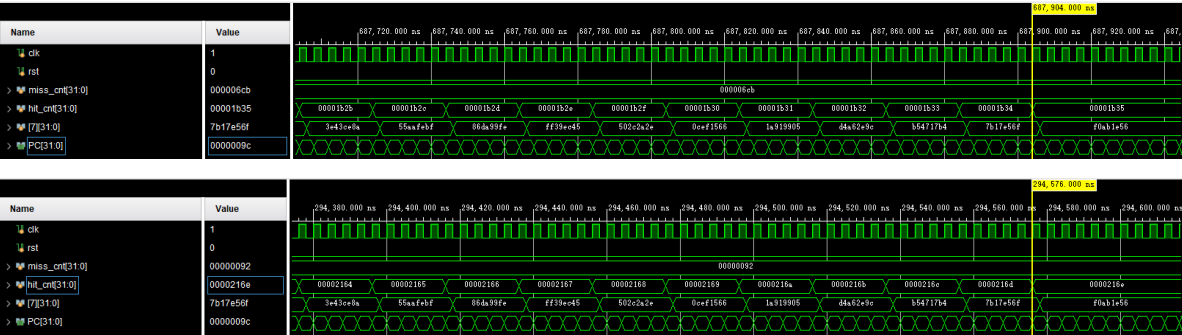 687,904.000 ns
Name Value 687,720.000 ns 687,740.000 ns 687,760.000 ns 687,780.000 ns 687,800.000 ns 687,820.000 ns 687,840.000 ns 687,860.000 ns 687,880.000 ns 687,900.000 ns 687,920.000 ns 687,
clk 1
rst 0
miss_cnt[31:0] 000006cb 000006cb
hit_cnt[31:0] 00001b35 00001b2b 00001b2c 00001b2d 00001b2e 00001b2f 00001b30 00001b31 00001b32 00001b33 00001b34 00001b35
[7][31:0] 7b17e56f 3e43ce8a 55aafebf 86da99fe ff39ec45 502c2a2e 0cef1566 1a919905 d4a62e9c b54717b4 7b17e56f f0ab1e56
PC[31:0] 0000009c
294,576.000 ns
Name Value 294,380.000 ns 294,400.000 ns 294,420.000 ns 294,440.000 ns 294,460.000 ns 294,480.000 ns 294,500.000 ns 294,520.000 ns 294,540.000 ns 294,560.000 ns 294,580.000 ns 294,600.000 ns
clk 1
rst 0
miss_cnt[31:0] 00000092 00000092
hit_cnt[31:0] 0000216e 00002164 00002165 00002166 00002167 00002168 00002169 0000216a 0000216b 0000216c 0000216d 0000216e
[7][31:0] 7b17e56f 3e43ce8a 55aafebf 86da99fe ff39ec45 502c2a2e 0cef1566 1a919905 d4a62e9c b54717b4 7b17e56f f0ab1e56
PC[31:0] 0000009c